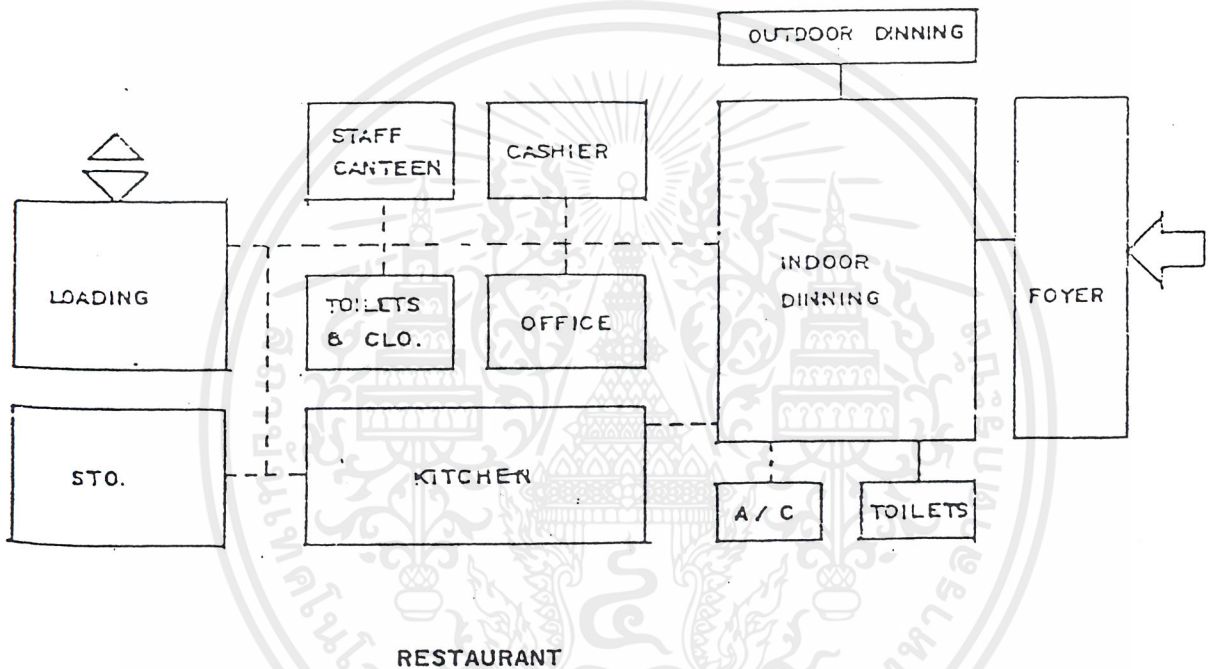 OUTDOOR DINNING
STAFF
CANTEEN
CASHIER
LOADING
TOILETS
& CLO.
OFFICE
INDOOR
DINNING
FOYER
STO.
KITCHEN
A / C
TOILETS
RESTAURANT